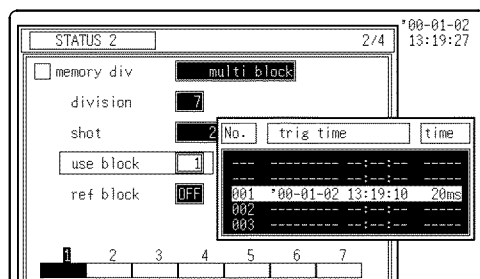 '00-01-02
STATUS 2 2/4 13:19:27
memory div multi block
division 7
shot 2 No. trig time time
use block 1 --- --------- --:--:-- -----
--- --------- --:--:-- -----
ref block OFF 001 '00-01-02 13:19:10 20ms
002 --------- --:--:-- -----
003 --------- --:--:-- -----
1 2 3 4 5 6 7